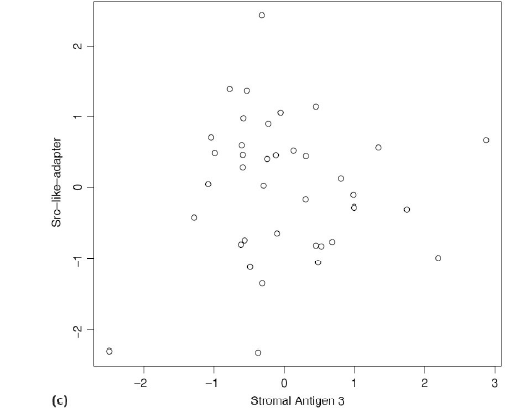 2
1
0
−1
−2
Src−like−adapter
−2 −1 0 1 2 3
Stromal Antigen 3
(c)